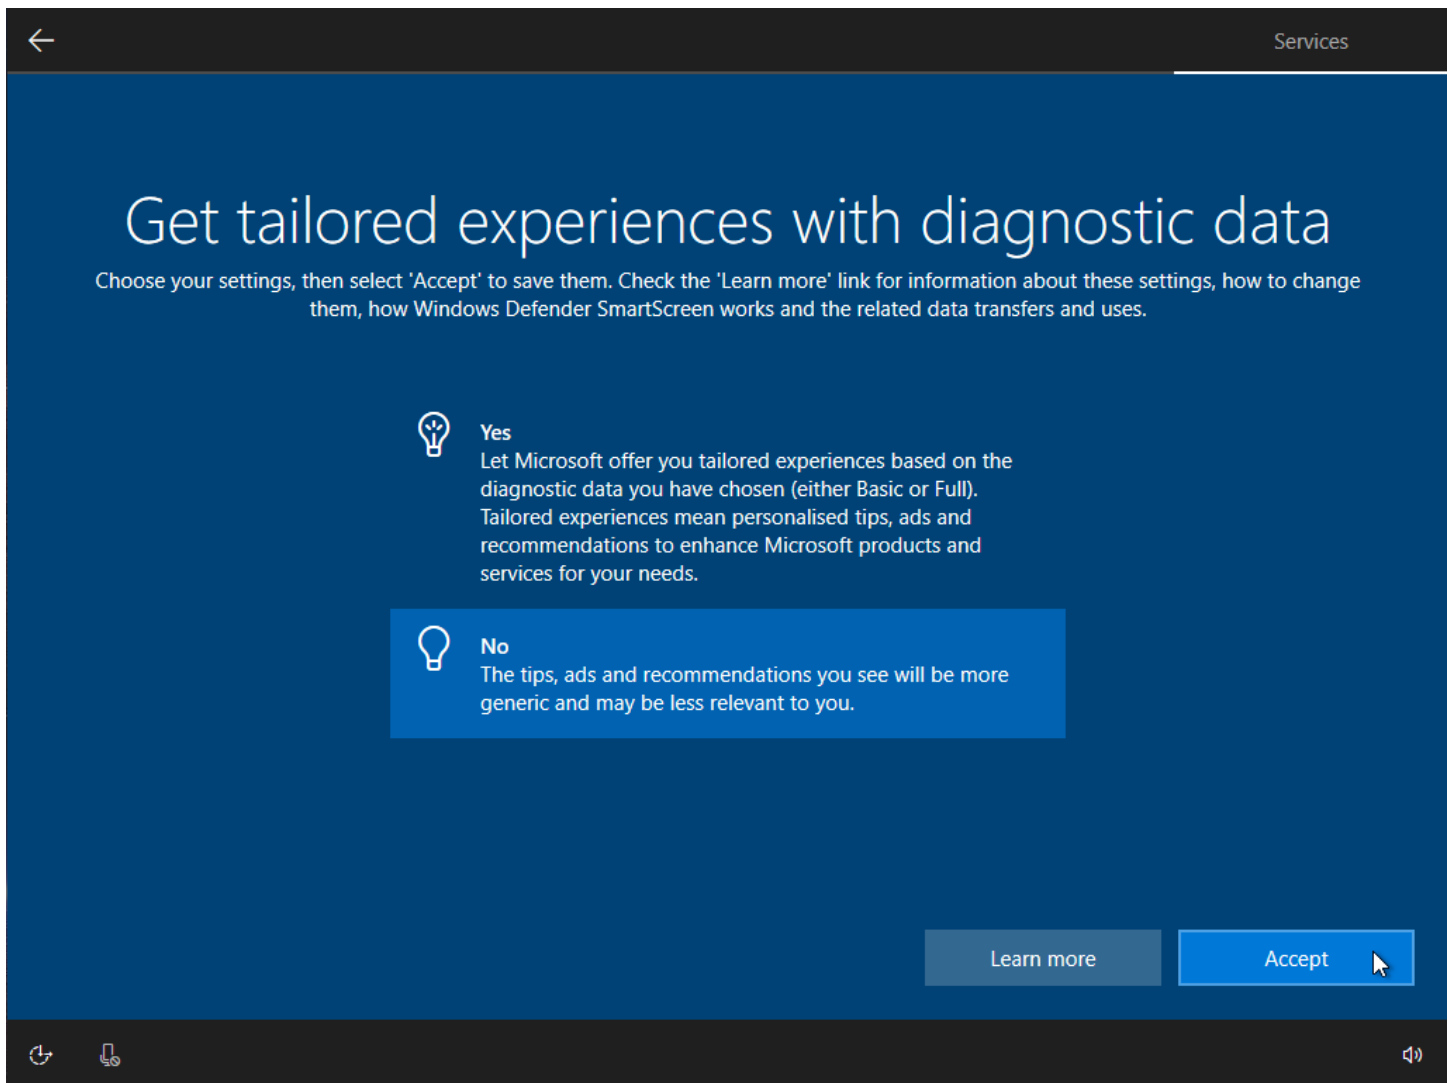 Services
Get tailored experiences with diagnostic data
Choose your settings, then select 'Accept' to save them. Check the 'Learn more' link for information about these settings, how to change
them, how Windows Defender SmartScreen works and the related data transfers and uses.
Yes
Let Microsoft offer you tailored experiences based on the
diagnostic data you have chosen (either Basic or Full).
Tailored experiences mean personalised tips, ads and
recommendations to enhance Microsoft products and
services for your needs.
No
The tips, ads and recommendations you see will be more
generic and may be less relevant to you.
Learn more
Accept